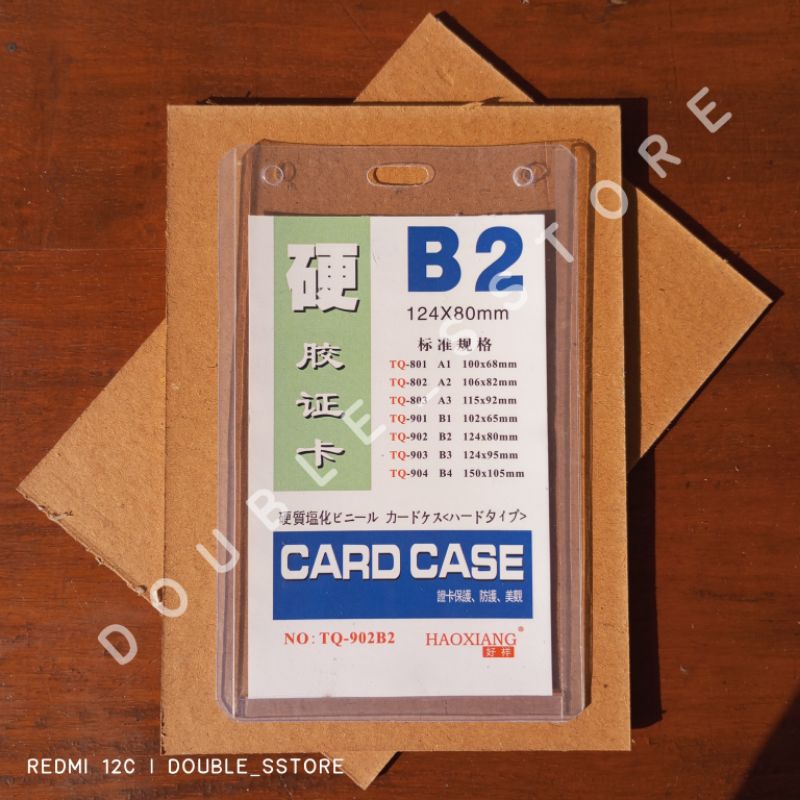 硬
胶
证
卡
B2
124X80mm
标准规格
TQ-801 A1 100x68mm
TQ-802 A2 106x82mm
TQ-803 A3 115x92mm
TQ-901 B1 102x65mm
TQ-902 B2 124x80mm
TQ-903 B3 124x95mm
TQ-904 B4 150x105mm
硬質塩化ビニール カードケス<ハードタイプ>
CARD CASE
證卡保護、防護、美觀
NO: TQ-902B2
HAOXIANG®
好祥
DOUBLE_SSTORE
REDMI 12C I DOUBLE_SSTORE